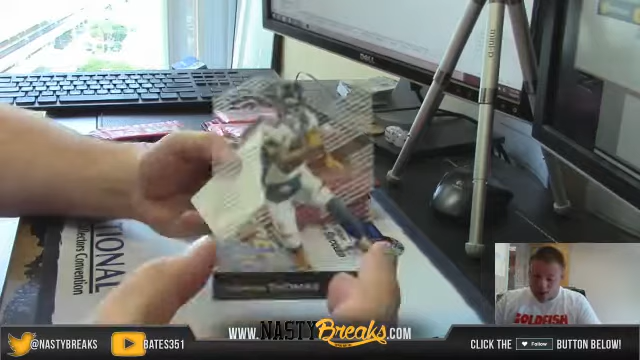 DELL
TIONAL
Collectors Convention
THOMAS
GOLDFISH
@NASTYBREAKS
BATES351
WWW.NASTYBreaks.COM
CLICK THE Follow BUTTON BELOW!